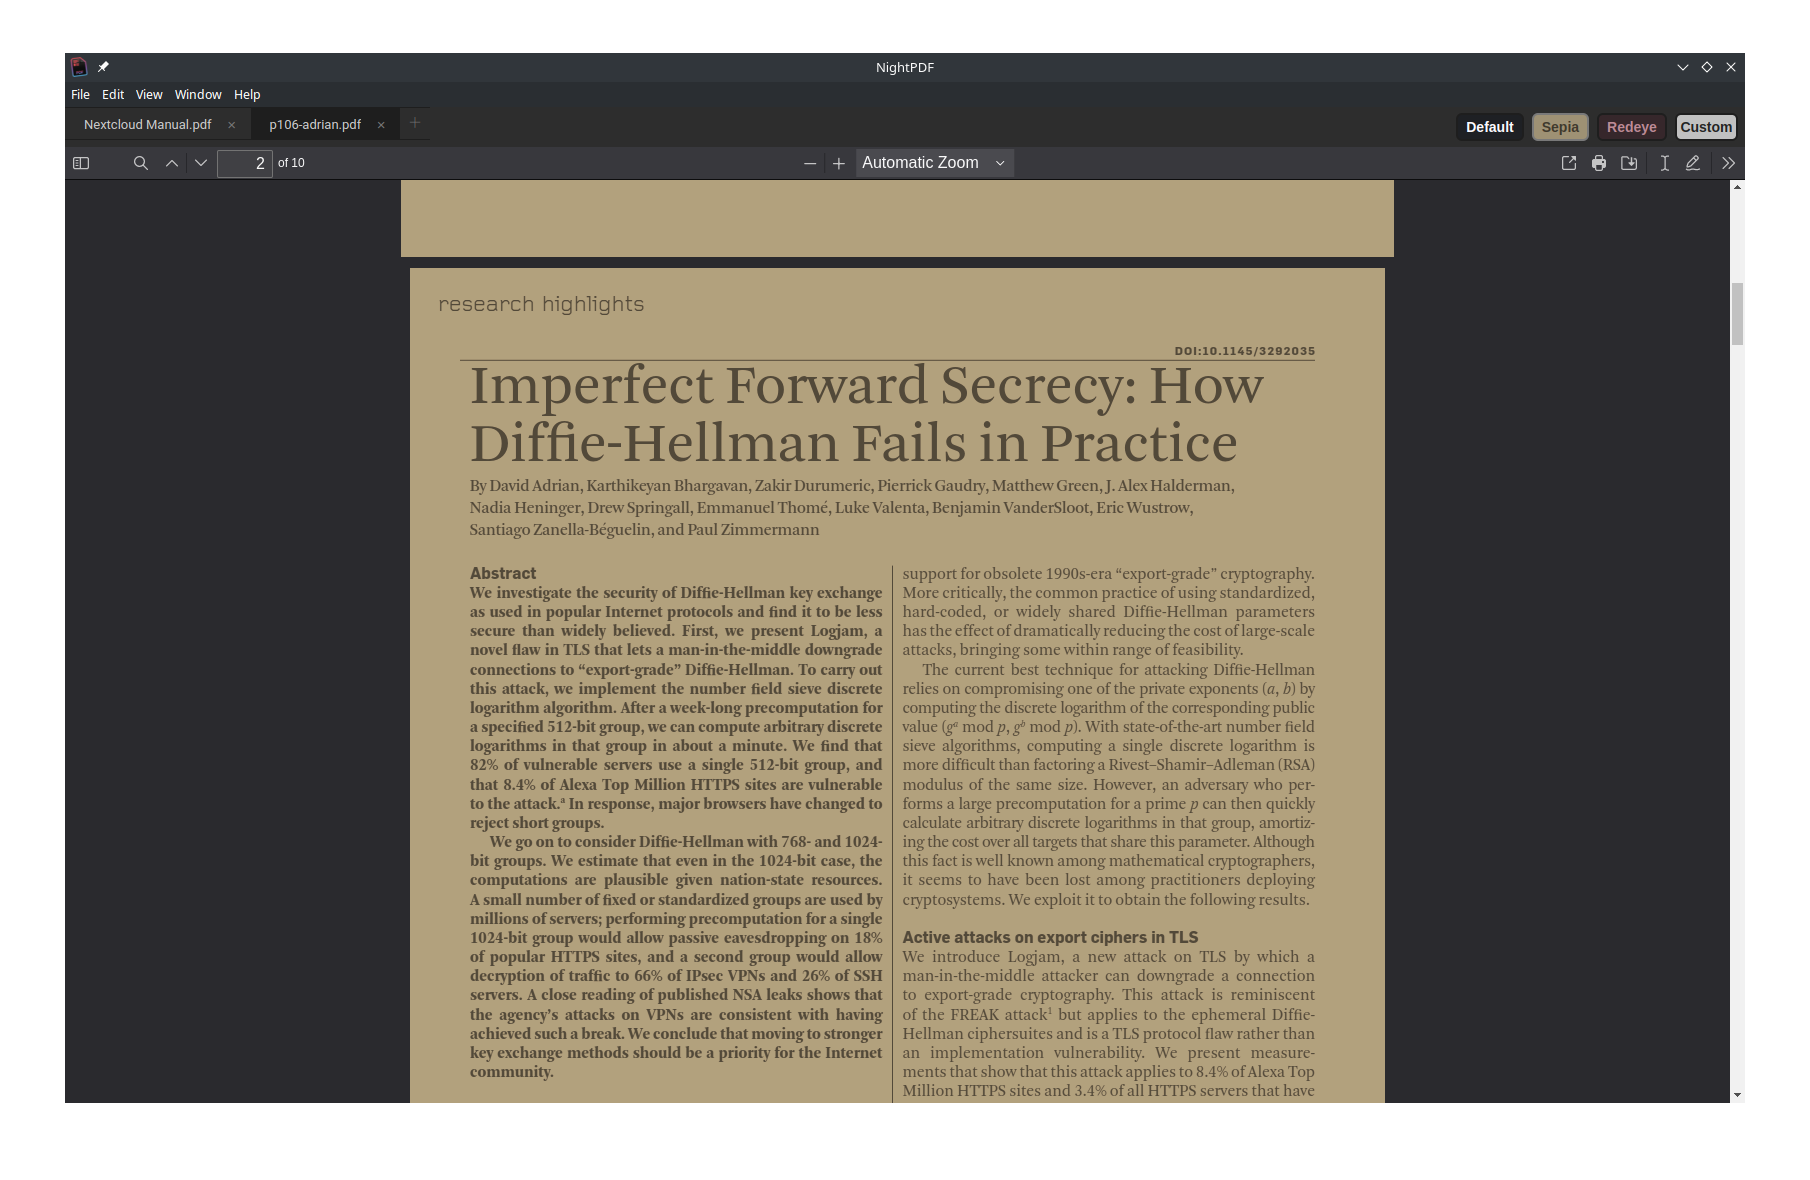 NightPDF
File Edit View Window Help
Nextcloud Manual.pdf × p106-adrian.pdf × +
Default Sepia Redeye Custom
2 of 10
Automatic Zoom
research highlights
DOI:10.1145/3292035
Imperfect Forward Secrecy: How
Diffie-Hellman Fails in Practice
By David Adrian, Karthikeyan Bhargavan, Zakir Durumeric, Pierrick Gaudry, Matthew Green, J. Alex Halderman,
Nadia Heninger, Drew Springall, Emmanuel Thomé, Luke Valenta, Benjamin VanderSloot, Eric Wustrow,
Santiago Zanella-Béguelin, and Paul Zimmermann
Abstract
We investigate the security of Diffie-Hellman key exchange
as used in popular Internet protocols and find it to be less
secure than widely believed. First, we present Logjam, a
novel flaw in TLS that lets a man-in-the-middle downgrade
connections to “export-grade” Diffie-Hellman. To carry out
this attack, we implement the number field sieve discrete
logarithm algorithm. After a week-long precomputation for
a specified 512-bit group, we can compute arbitrary discrete
logarithms in that group in about a minute. We find that
82% of vulnerable servers use a single 512-bit group, and
that 8.4% of Alexa Top Million HTTPS sites are vulnerable
to the attack.ª In response, major browsers have changed to
reject short groups.
We go on to consider Diffie-Hellman with 768- and 1024-
bit groups. We estimate that even in the 1024-bit case, the
computations are plausible given nation-state resources.
A small number of fixed or standardized groups are used by
millions of servers; performing precomputation for a single
1024-bit group would allow passive eavesdropping on 18%
of popular HTTPS sites, and a second group would allow
decryption of traffic to 66% of IPsec VPNs and 26% of SSH
servers. A close reading of published NSA leaks shows that
the agency’s attacks on VPNs are consistent with having
achieved such a break. We conclude that moving to stronger
key exchange methods should be a priority for the Internet
community.
support for obsolete 1990s-era “export-grade” cryptography.
More critically, the common practice of using standardized,
hard-coded, or widely shared Diffie-Hellman parameters
has the effect of dramatically reducing the cost of large-scale
attacks, bringing some within range of feasibility.
The current best technique for attacking Diffie-Hellman
relies on compromising one of the private exponents (a, b) by
computing the discrete logarithm of the corresponding public
value (gᵃ mod p, gᵇ mod p). With state-of-the-art number field
sieve algorithms, computing a single discrete logarithm is
more difficult than factoring a Rivest–Shamir–Adleman (RSA)
modulus of the same size. However, an adversary who per-
forms a large precomputation for a prime p can then quickly
calculate arbitrary discrete logarithms in that group, amortiz-
ing the cost over all targets that share this parameter. Although
this fact is well known among mathematical cryptographers,
it seems to have been lost among practitioners deploying
cryptosystems. We exploit it to obtain the following results.
Active attacks on export ciphers in TLS
We introduce Logjam, a new attack on TLS by which a
man-in-the-middle attacker can downgrade a connection
to export-grade cryptography. This attack is reminiscent
of the FREAK attack¹ but applies to the ephemeral Diffie-
Hellman ciphersuites and is a TLS protocol flaw rather than
an implementation vulnerability. We present measure-
ments that show that this attack applies to 8.4% of Alexa Top
Million HTTPS sites and 3.4% of all HTTPS servers that have